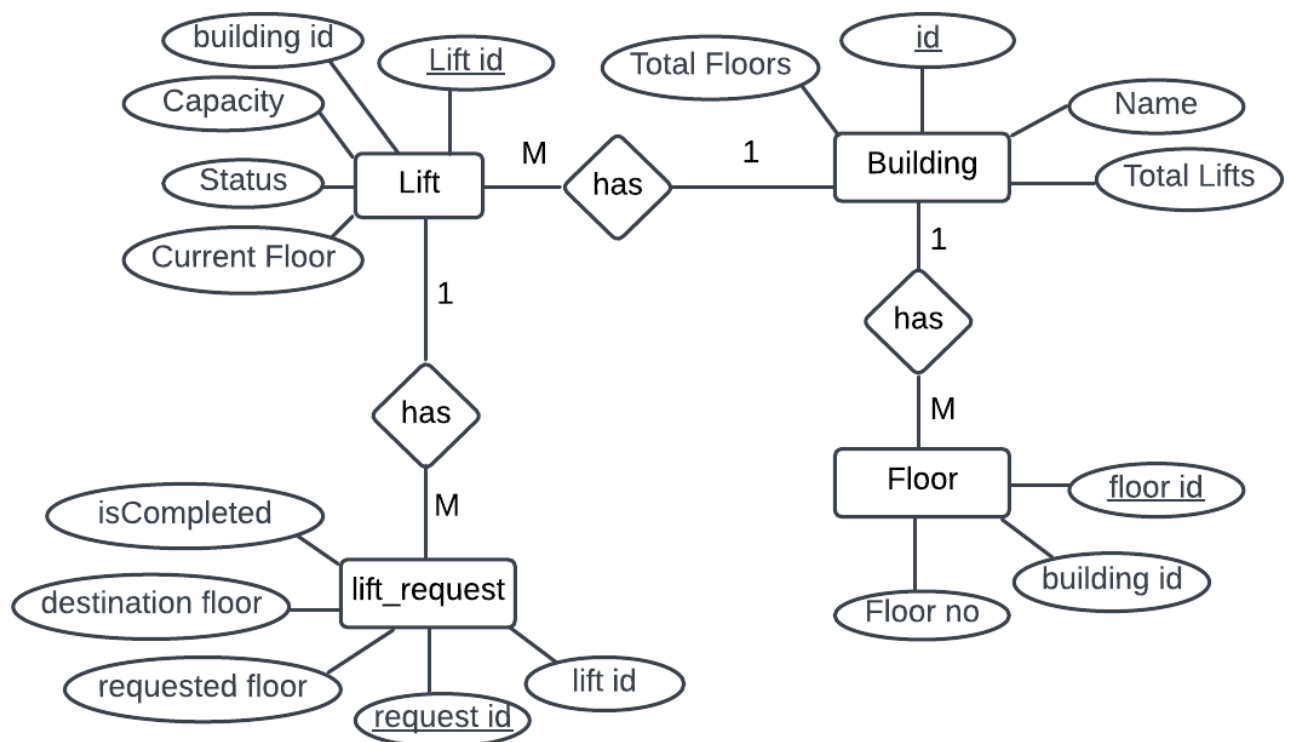 building id
Lift id
Total Floors
id
Capacity
Name
M
1
Status
Lift
has
Building
Total Lifts
Current Floor
1
1
has
has
M
M
Floor
floor id
isCompleted
building id
destination floor
lift_request
Floor no
requested floor
lift id
request id